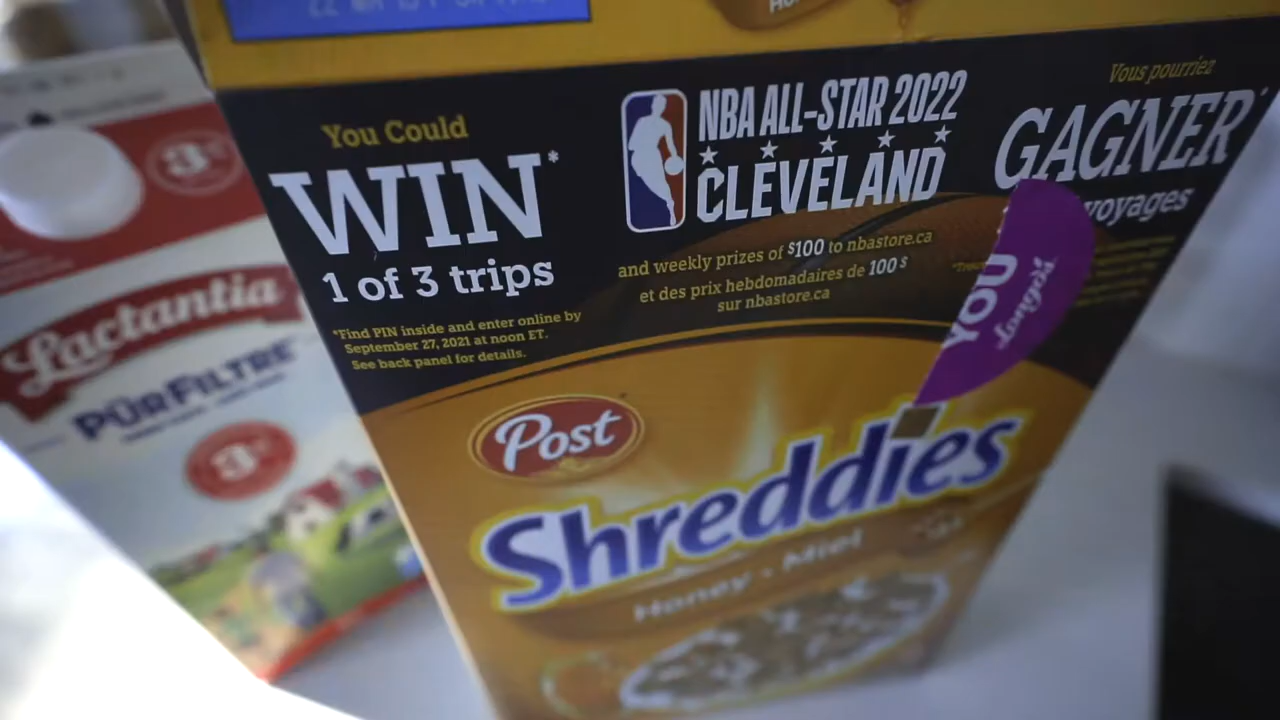 You Could
WIN*
1 of 3 trips
*Find PIN inside and enter online by
September 27, 2021 at noon ET.
See back panel for details.
NBA ALL-STAR 2022
CLEVELAND
and weekly prizes of $100 to nbastore.ca
et des prix hebdomadaires de 100$
sur nbastore.ca
Vous pourriez
GAGNER*
voyages
YOU
Longos
Post
Shreddies
Honey - Miel
3
Lactantia
PŪRFILTRE
3